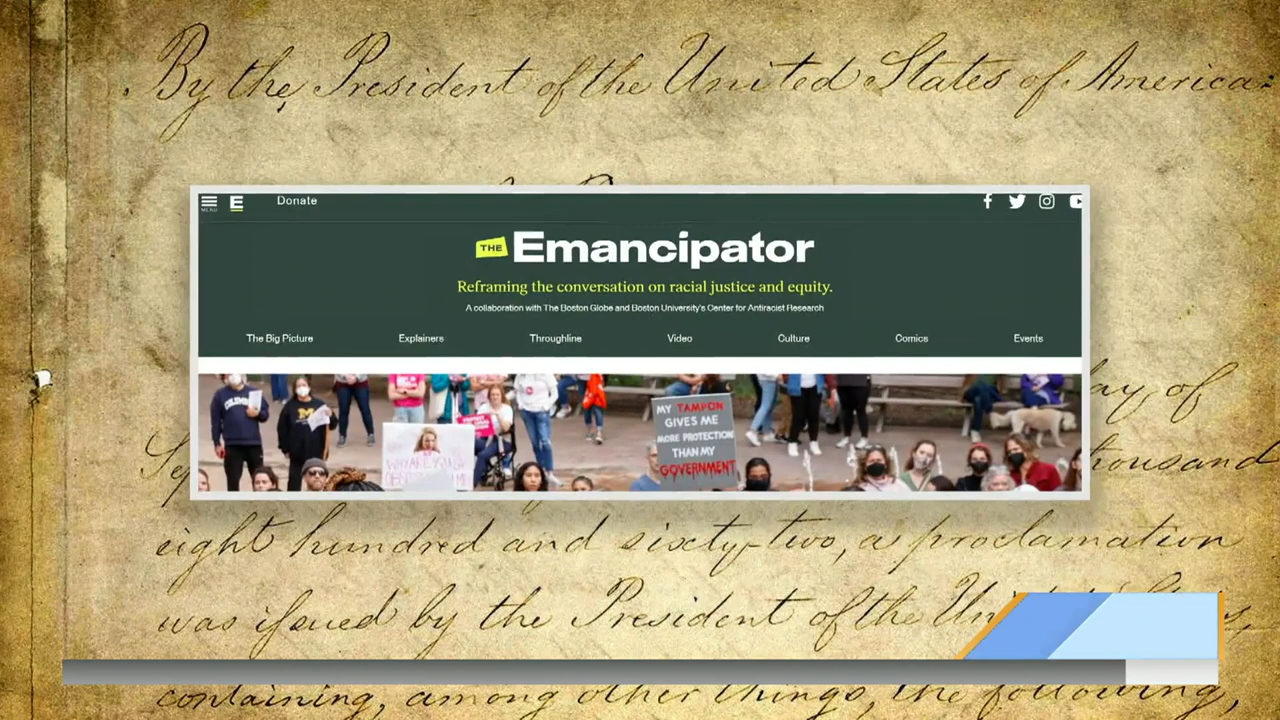 By the President of the United States of America:
MENU
E
Donate
THE Emancipator
Reframing the conversation on racial justice and equity.
A collaboration with The Boston Globe and Boston University's Center for Antiracist Research
The Big Picture Explainers Throughline Video Culture Comics Events
COLUMBIA
M
MY TAMPON
GIVES ME
MORE PROTECTION
THAN MY
GOVERNMENT
day of
housand
eight hundred and sixty-two, a proclamation
was issued by the President of the
containing, among other things, the following,